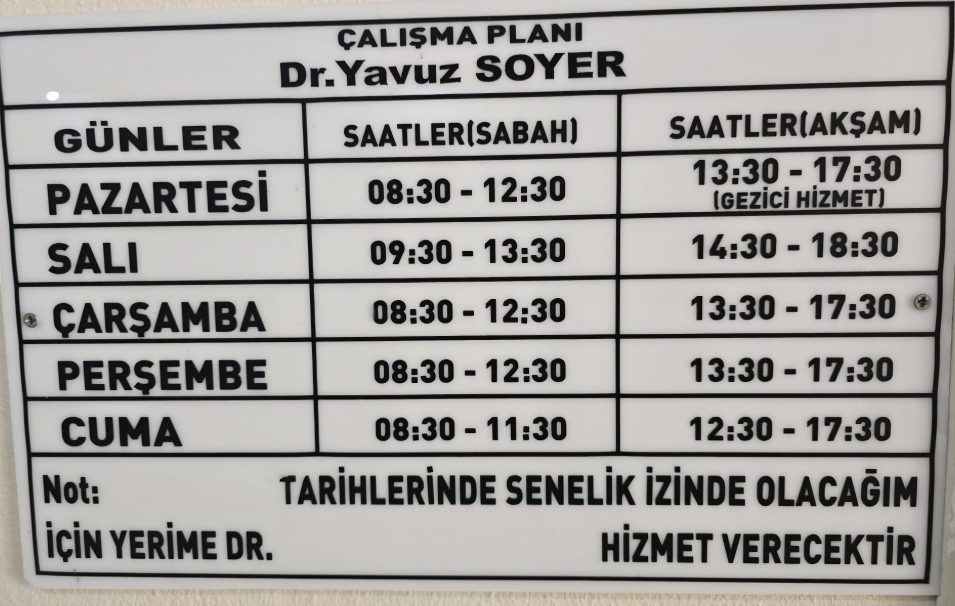 ÇALIŞMA PLANI
Dr.Yavuz SOYER
GÜNLER SAATLER(SABAH) SAATLER(AKŞAM)
PAZARTESİ 08:30 - 12:30 13:30 - 17:30
(GEZİCİ HİZMET)
SALI 09:30 - 13:30 14:30 - 18:30
ÇARŞAMBA 08:30 - 12:30 13:30 - 17:30
PERŞEMBE 08:30 - 12:30 13:30 - 17:30
CUMA 08:30 - 11:30 12:30 - 17:30
Not: TARİHLERİNDE SENELİK İZİNDE OLACAĞIM
İÇİN YERİME DR. HİZMET VERECEKTİR